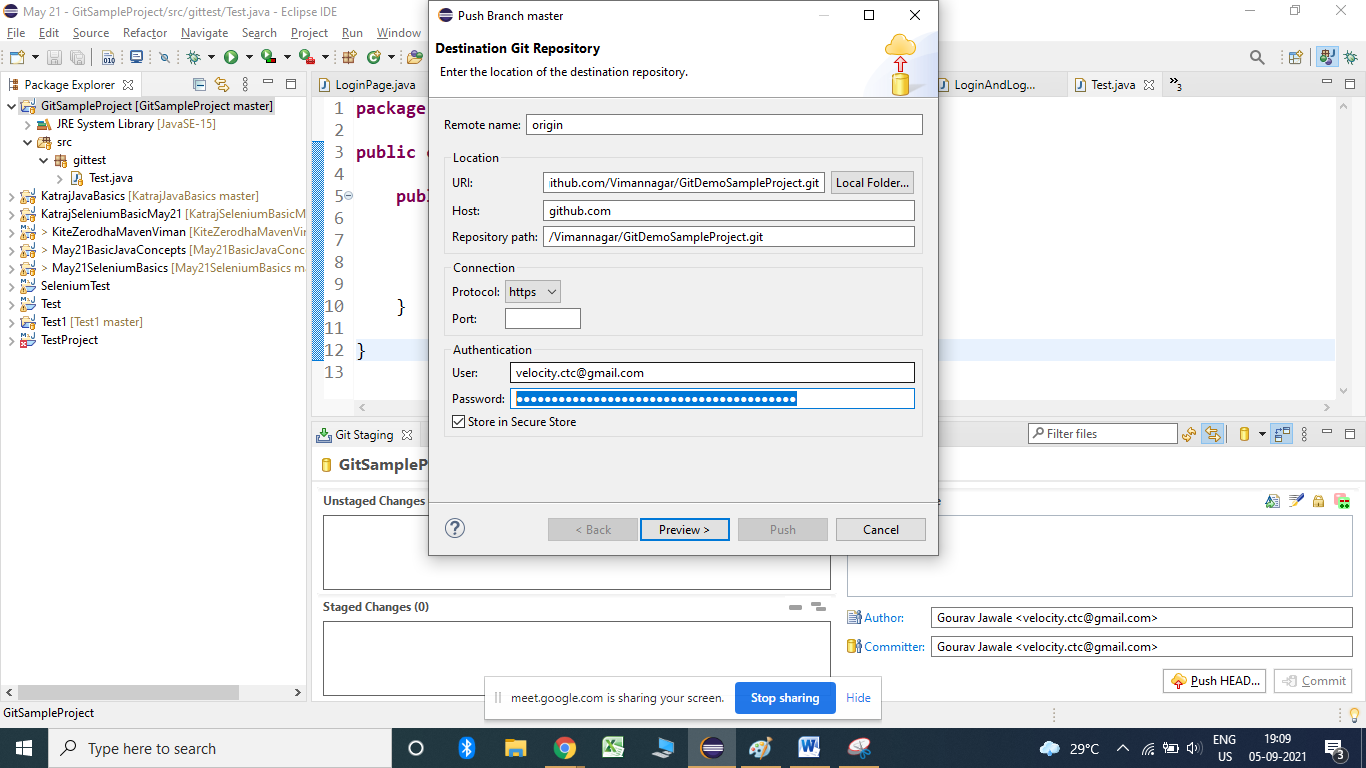 May 21 - GitSampleProject/src/gittest/Test.java - Eclipse IDE
File Edit Source Refactor Navigate Search Project Run Window
Package Explorer
GitSampleProject [GitSampleProject master]
JRE System Library [JavaSE-15]
src
gittest
Test.java
KatrajJavaBasics [KatrajJavaBasics master]
KatrajSeleniumBasicMay21 [KatrajSeleniumBasicM
> KiteZerodhaMavenViman [KiteZerodhaMavenVi
> May21BasicJavaConcepts [May21BasicJavaConc
> May21SeleniumBasics [May21SeleniumBasics m
SeleniumTest
Test
Test1 [Test1 master]
TestProject
LoginPage.java
LoginAndLog...
Test.java
»3
1 package
2
3 public
4
5 publ
6
7
8
9
10 }
11
12 }
13
Push Branch master
Destination Git Repository
Enter the location of the destination repository.
Remote name: origin
Location
URI: ithub.com/Vimannagar/GitDemoSampleProject.git Local Folder...
Host: github.com
Repository path: /Vimannagar/GitDemoSampleProject.git
Connection
Protocol: https
Port:
Authentication
User: velocity.ctc@gmail.com
Password: ●●●●●●●●●●●●●●●●●●●●●●●●●●●●●●●●●●●●●●●●
Store in Secure Store
? < Back Preview > Push Cancel
Git Staging
Filter files
GitSampleP
Unstaged Changes
Staged Changes (0)
Author: Gourav Jawale <velocity.ctc@gmail.com>
Committer: Gourav Jawale <velocity.ctc@gmail.com>
Push HEAD... Commit
meet.google.com is sharing your screen. Stop sharing Hide
GitSampleProject
Type here to search
29°C
ENG
US
19:09
05-09-2021
3